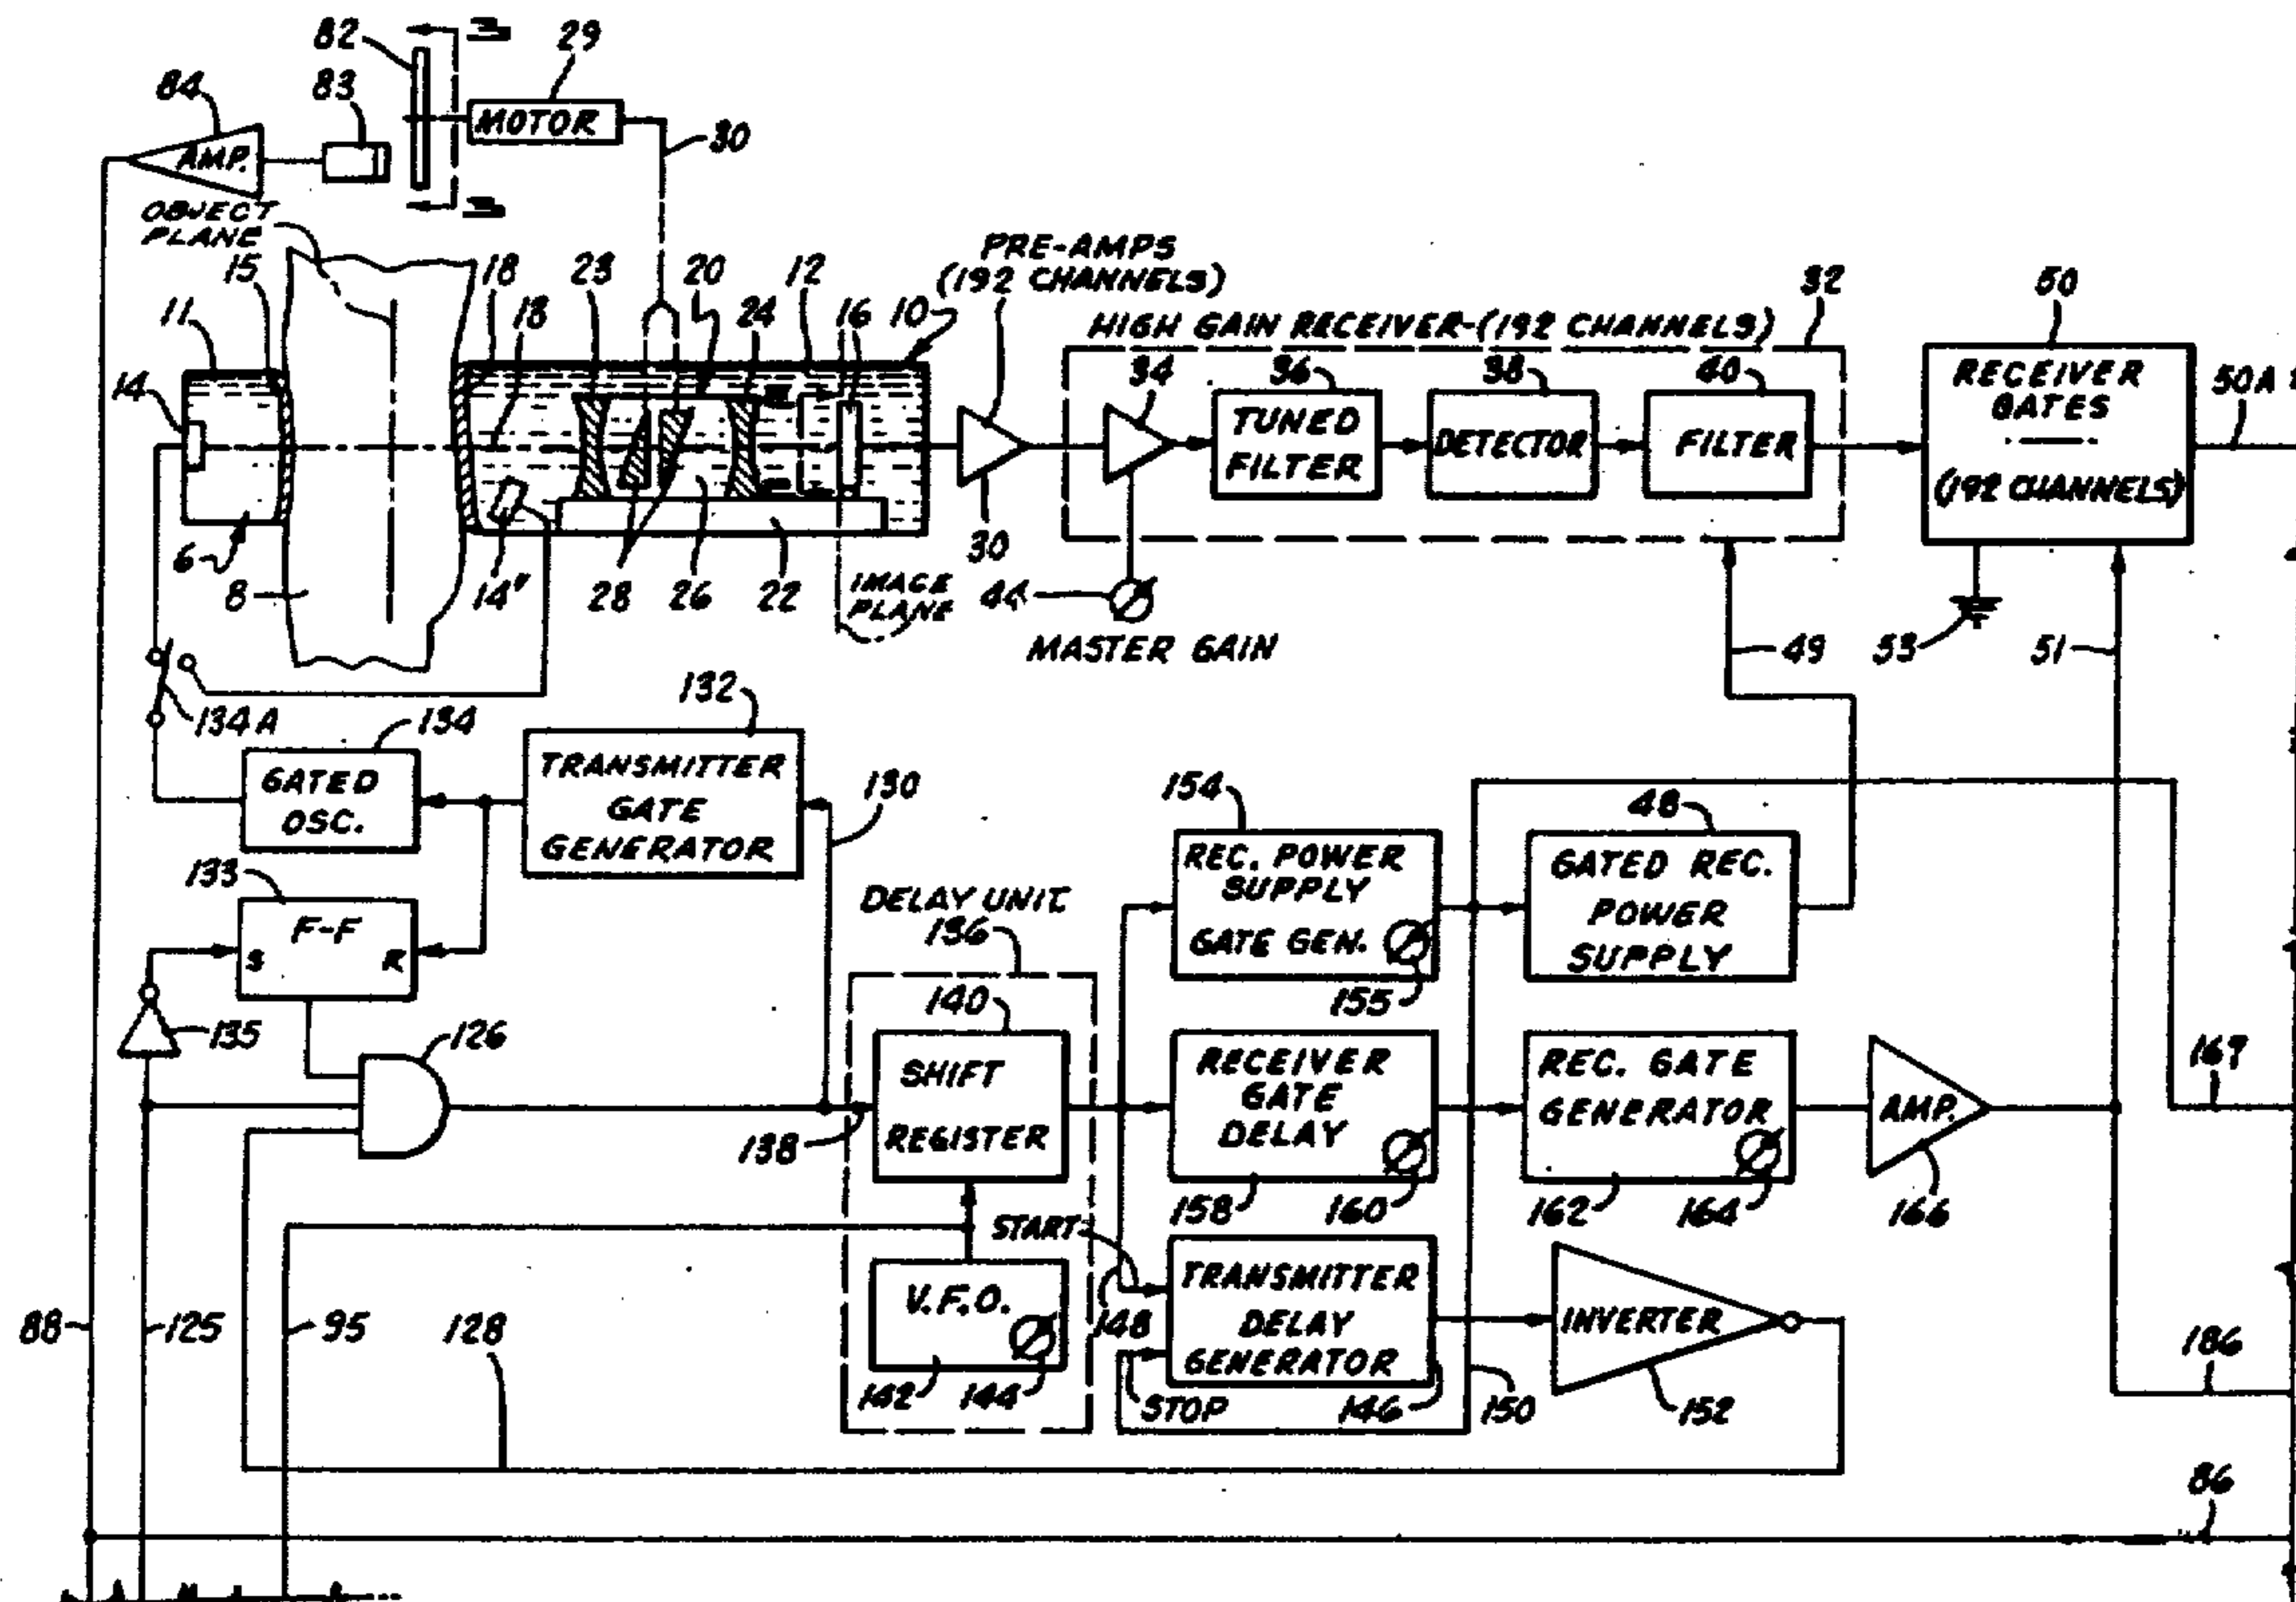 82
3
29
84
83
AMP.
MOTOR
30
3
OBJECT
PLANE
15
18
23
20
12
PRE-AMPS
(192 CHANNELS)
32
50
11
18
24
16
10
HIGH GAIN RECEIVER-(192 CHANNELS)
14
34
36
38
40
RECEIVER
GATES
(192 CHANNELS)
50A
TUNED
FILTER
DETECTOR
FILTER
6
8
14'
28
26
22
IMAGE
PLANE
30
44
MASTER GAIN
49
53
51
134A
134
132
GATED
OSC.
TRANSMITTER
GATE
GENERATOR
130
154
48
133
F-F
S
R
DELAY UNIT
136
REC. POWER
SUPPLY
GATE GEN.
155
GATED REC.
POWER
SUPPLY
135
126
140
167
SHIFT
REGISTER
138
RECEIVER
GATE
DELAY
REC. GATE
GENERATOR
AMP.
158
160
162
164
166
START
V.F.O.
TRANSMITTER
DELAY
GENERATOR
INVERTER
88
125
95
128
148
186
142
144
STOP
146
150
152
86